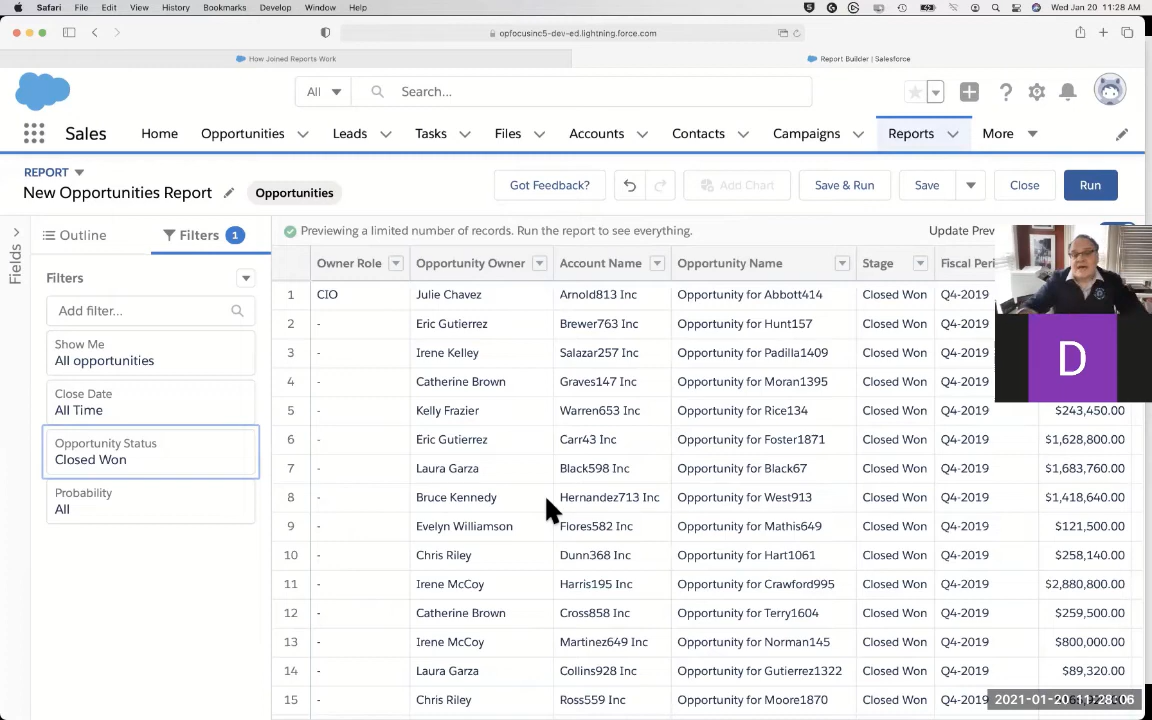 Safari File Edit View History Bookmarks Develop Window Help Wed Jan 20 11:28 AM
opfocusinc5-dev-ed.lightning.force.com
How Joined Reports Work Report Builder | Salesforce
All Search...
Sales Home Opportunities Leads Tasks Files Accounts Contacts Campaigns Reports More
REPORT
New Opportunities Report Opportunities Got Feedback? Add Chart Save & Run Save Close Run
Fields
Outline Filters 1
Previewing a limited number of records. Run the report to see everything. Update Prev
Filters
Add filter...
Show Me
All opportunities
Close Date
All Time
Opportunity Status
Closed Won
Probability
All
Owner Role Opportunity Owner Account Name Opportunity Name Stage Fiscal Peri
1 CIO Julie Chavez Arnold813 Inc Opportunity for Abbott414 Closed Won Q4-2019
2 - Eric Gutierrez Brewer763 Inc Opportunity for Hunt157 Closed Won Q4-2019
3 - Irene Kelley Salazar257 Inc Opportunity for Padilla1409 Closed Won Q4-2019
4 - Catherine Brown Graves147 Inc Opportunity for Moran1395 Closed Won Q4-2019
5 - Kelly Frazier Warren653 Inc Opportunity for Rice134 Closed Won Q4-2019 $243,450.00
6 - Eric Gutierrez Carr43 Inc Opportunity for Foster1871 Closed Won Q4-2019 $1,628,800.00
7 - Laura Garza Black598 Inc Opportunity for Black67 Closed Won Q4-2019 $1,683,760.00
8 - Bruce Kennedy Hernandez713 Inc Opportunity for West913 Closed Won Q4-2019 $1,418,640.00
9 - Evelyn Williamson Flores582 Inc Opportunity for Mathis649 Closed Won Q4-2019 $121,500.00
10 - Chris Riley Dunn368 Inc Opportunity for Hart1061 Closed Won Q4-2019 $258,140.00
11 - Irene McCoy Harris195 Inc Opportunity for Crawford995 Closed Won Q4-2019 $2,880,800.00
12 - Catherine Brown Cross858 Inc Opportunity for Terry1604 Closed Won Q4-2019 $259,500.00
13 - Irene McCoy Martinez649 Inc Opportunity for Norman145 Closed Won Q4-2019 $800,000.00
14 - Laura Garza Collins928 Inc Opportunity for Gutierrez1322 Closed Won Q4-2019 $89,320.00
15 - Chris Riley Ross559 Inc Opportunity for Moore1870 Closed Won Q4-2019
D
2021-01-20 11:28:06